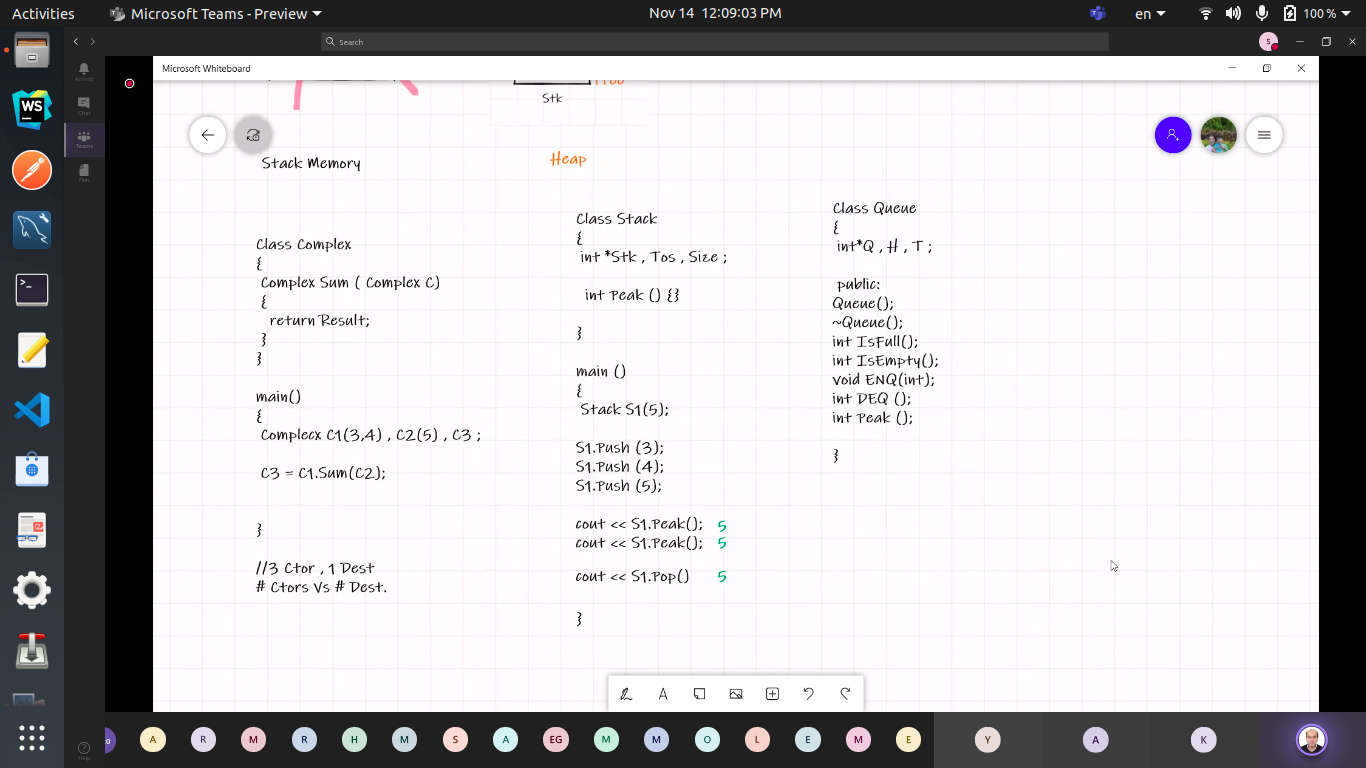 Activities
Microsoft Teams - Preview
Nov 14 12:09:03 PM
en
100 %
Search
S
Activity
Chat
Teams
Files
Help
WS
Microsoft Whiteboard
Stk
Stack Memory
Heap
Class Complex
{
Complex Sum ( Complex C)
{
return Result;
}
}
main()
{
Complecx C1(3,4) , C2(5) , C3 ;
C3 = C1.Sum(C2);
}
//3 Ctor , 1 Dest
# Ctors Vs # Dest.
Class Stack
{
int *Stk , Tos , Size ;
int Peak () {}
}
main ()
{
Stack S1(5);
S1.Push (3);
S1.Push (4);
S1.Push (5);
cout << S1.Peak(); 5
cout << S1.Peak(); 5
cout << S1.Pop() 5
}
Class Queue
{
int*Q , H , T ;
public:
Queue();
~Queue();
int IsFull();
int IsEmpty();
void ENQ(int);
int DEQ ();
int Peak ();
}
A
R
M
R
H
M
S
A
EG
M
M
O
L
E
M
E
Y
A
K